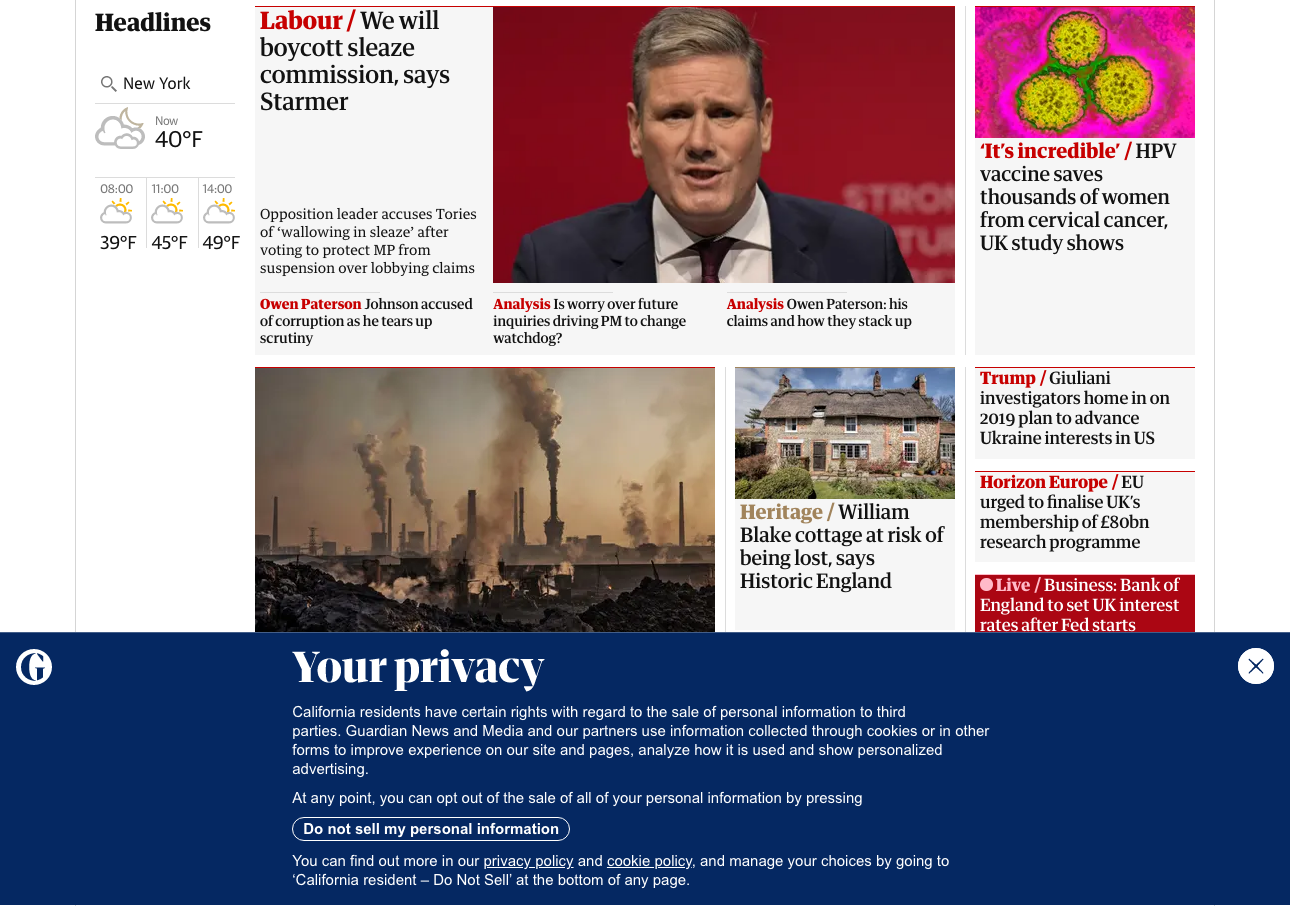 Headlines
New York
Now
40°F
08:00
11:00
14:00
39°F
45°F
49°F
Labour / We will
boycott sleaze
commission, says
Starmer
Opposition leader accuses Tories
of ‘wallowing in sleaze’ after
voting to protect MP from
suspension over lobbying claims
STRON
Owen Paterson Johnson accused
of corruption as he tears up
scrutiny
Analysis Is worry over future
inquiries driving PM to change
watchdog?
Analysis Owen Paterson: his
claims and how they stack up
‘It’s incredible’ / HPV
vaccine saves
thousands of women
from cervical cancer,
UK study shows
Heritage / William
Blake cottage at risk of
being lost, says
Historic England
Trump / Giuliani
investigators home in on
2019 plan to advance
Ukraine interests in US
Horizon Europe / EU
urged to finalise UK’s
membership of £80bn
research programme
Live / Business: Bank of
England to set UK interest
rates after Fed starts
G
Your privacy
California residents have certain rights with regard to the sale of personal information to third
parties. Guardian News and Media and our partners use information collected through cookies or in other
forms to improve experience on our site and pages, analyze how it is used and show personalized
advertising.
At any point, you can opt out of the sale of all of your personal information by pressing
Do not sell my personal information
You can find out more in our privacy policy and cookie policy, and manage your choices by going to
‘California resident – Do Not Sell’ at the bottom of any page.